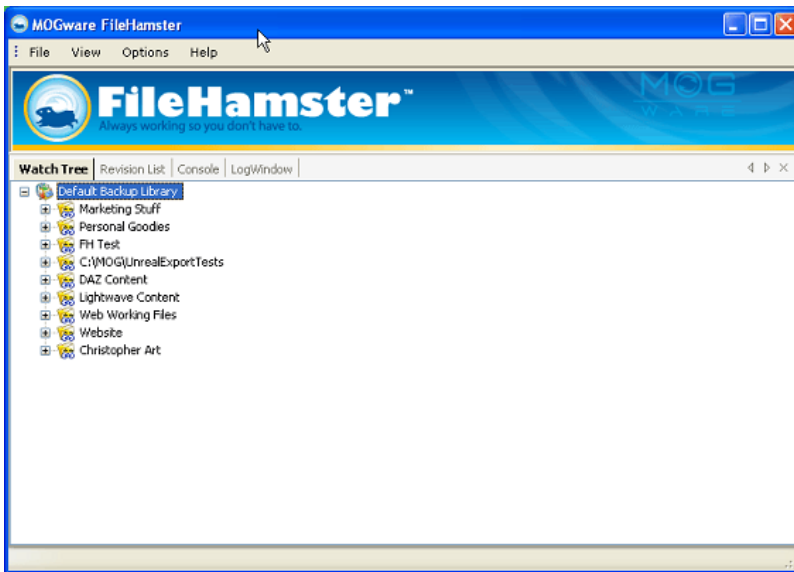 MOGware FileHamster
File View Options Help
FileHamster™
Always working so you don't have to.
MOG
WARE
Watch Tree Revision List Console LogWindow
Default Backup Library
Marketing Stuff
Personal Goodies
FH Test
C:\MOG\UnrealExportTests
DAZ Content
Lightwave Content
Web Working Files
Website
Christopher Art